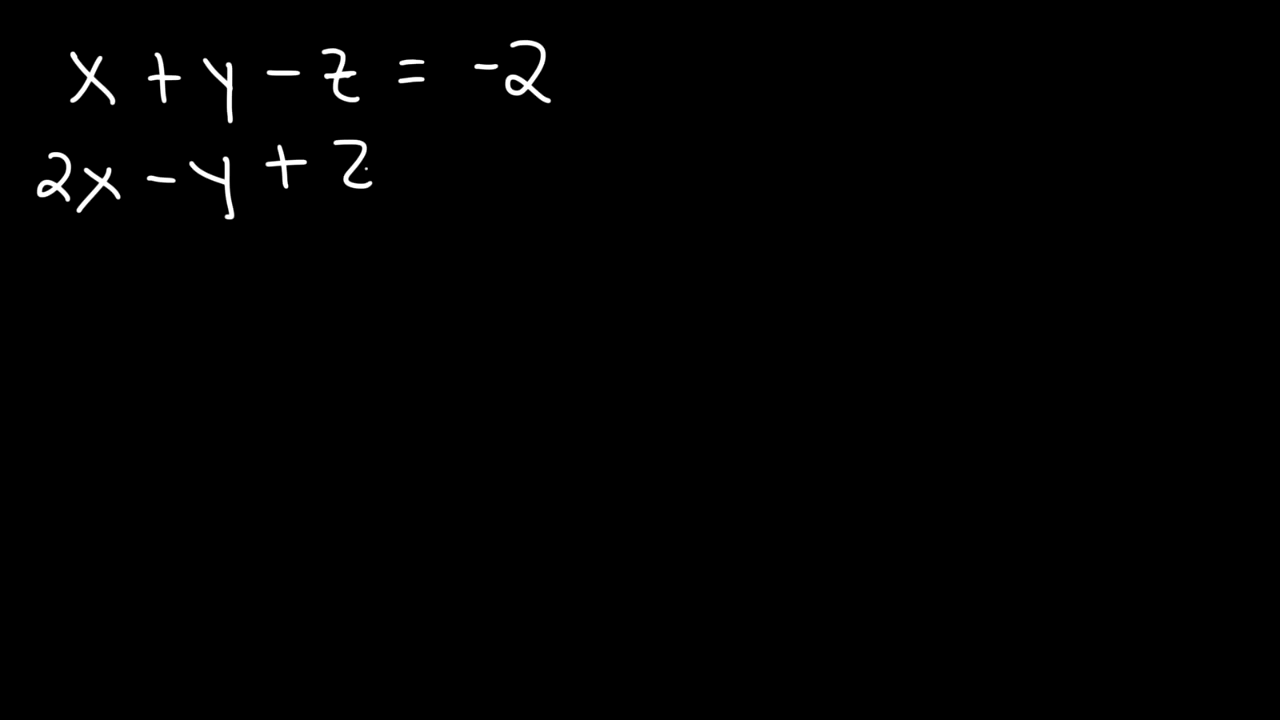 x + y - z = -2
2x - y + z